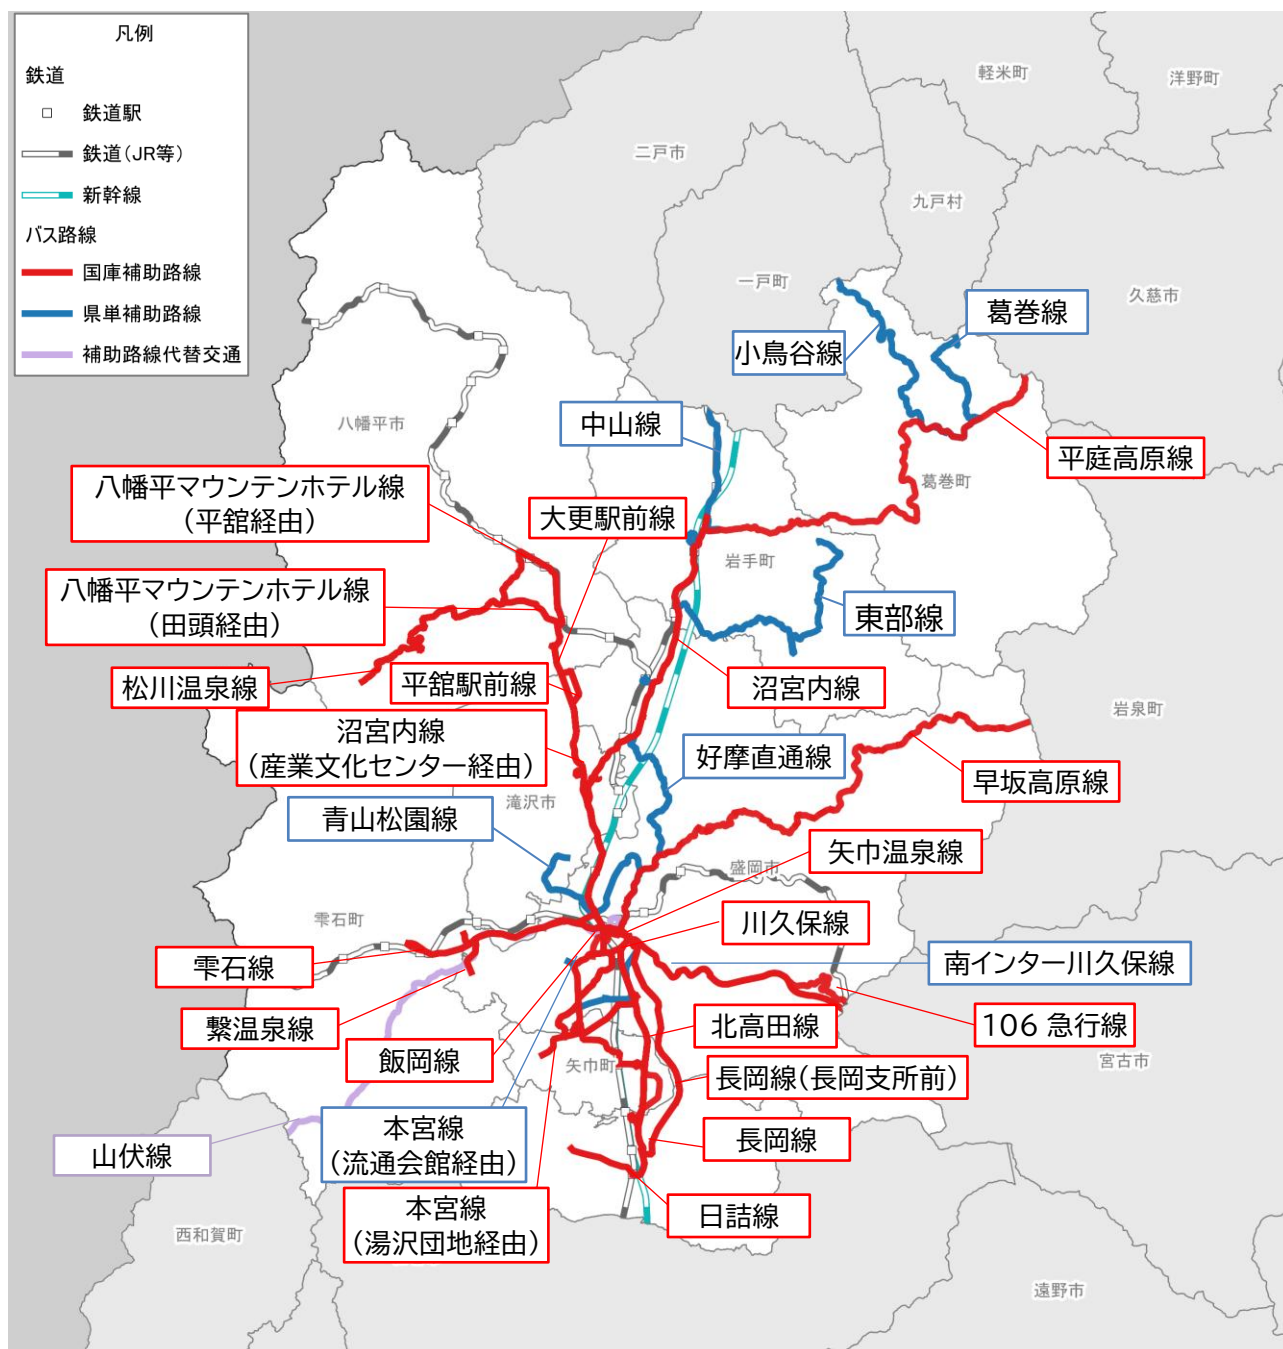 凡例
鉄道
鉄道駅
鉄道(JR等)
新幹線
バス路線
国庫補助路線
県単補助路線
補助路線代替交通
軽米町
洋野町
二戸市
九戸村
一戸町
久慈市
葛巻線
小鳥谷線
八幡平市
中山線
平庭高原線
葛巻町
八幡平マウンテンホテル線
(平舘経由)
大更駅前線
岩手町
八幡平マウンテンホテル線
(田頭経由)
東部線
松川温泉線
平舘駅前線
沼宮内線
岩泉町
沼宮内線
(産業文化センター経由)
好摩直通線
早坂高原線
滝沢市
青山松園線
矢巾温泉線
盛岡市
雫石町
川久保線
雫石線
南インター川久保線
繋温泉線
北高田線
106 急行線
飯岡線
矢巾町
長岡線(長岡支所前)
宮古市
山伏線
本宮線
(流通会館経由)
長岡線
本宮線
(湯沢団地経由)
日詰線
西和賀町
遠野市